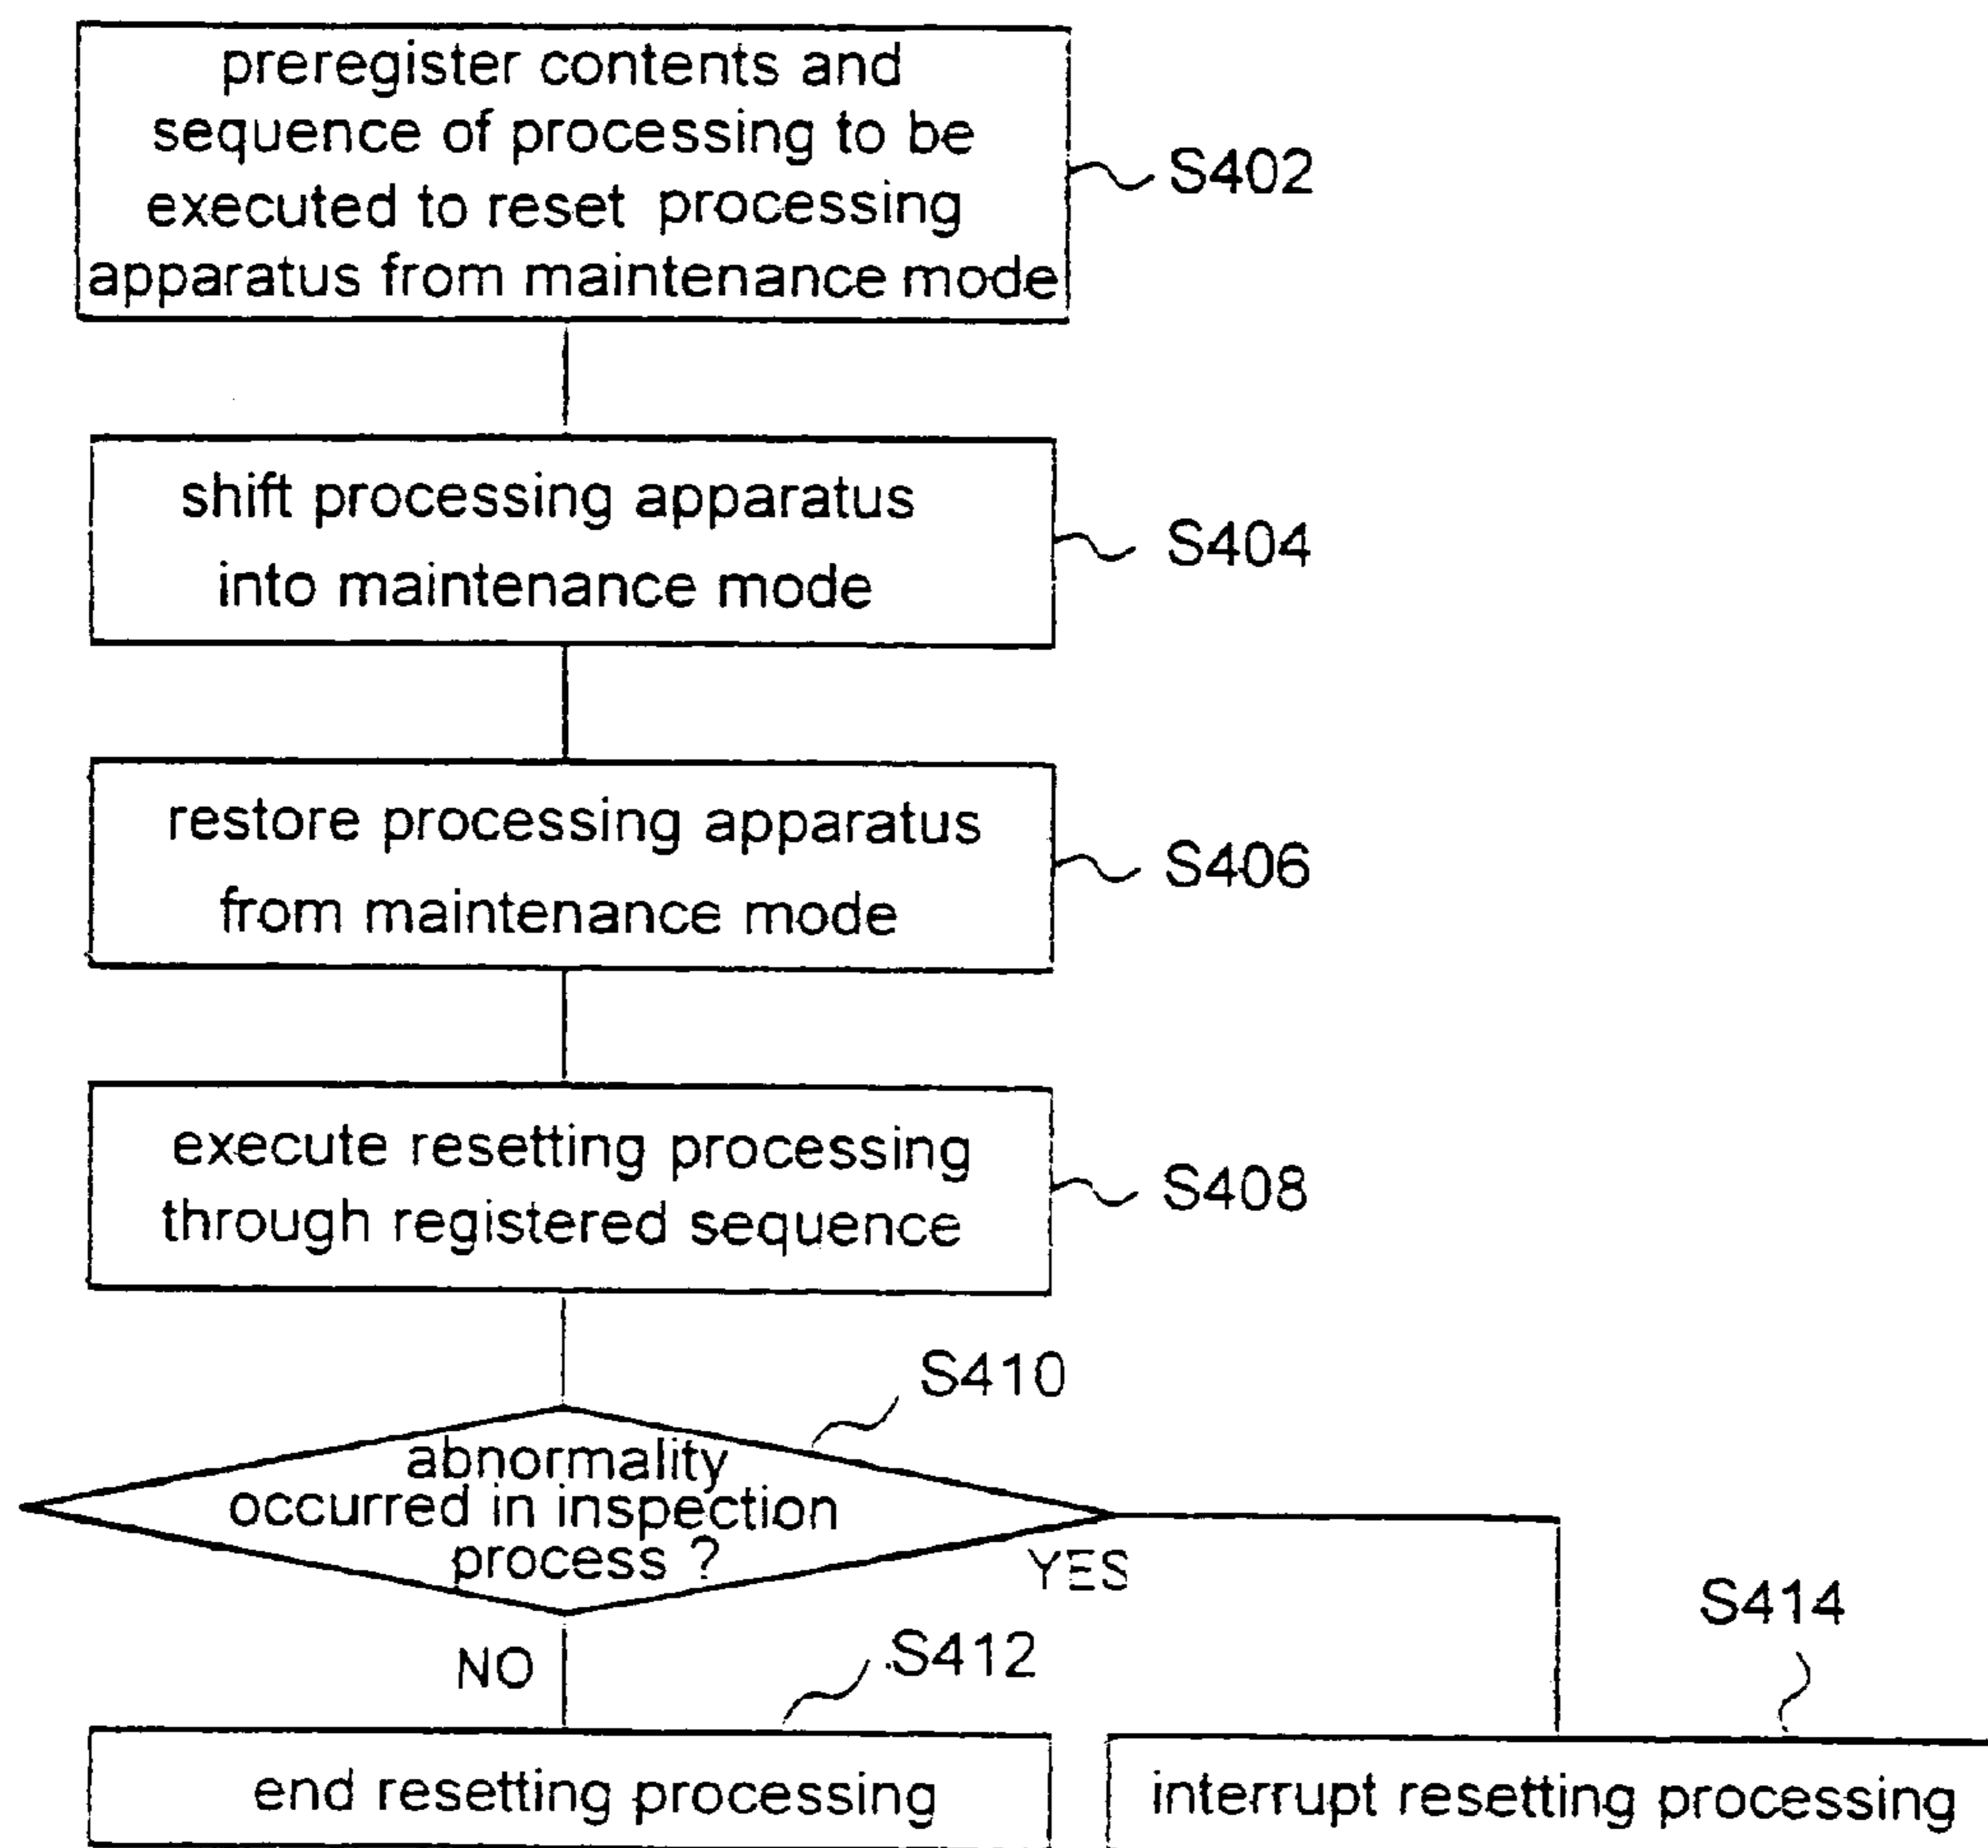 preregister contents and
sequence of processing to be
executed to reset processing
apparatus from maintenance mode
S402
shift processing apparatus
into maintenance mode
S404
restore processing apparatus
from maintenance mode
S406
execute resetting processing
through registered sequence
S408
S410
abnormality
occurred in inspection
process ?
YES
NO
S412
S414
end resetting processing
interrupt resetting processing